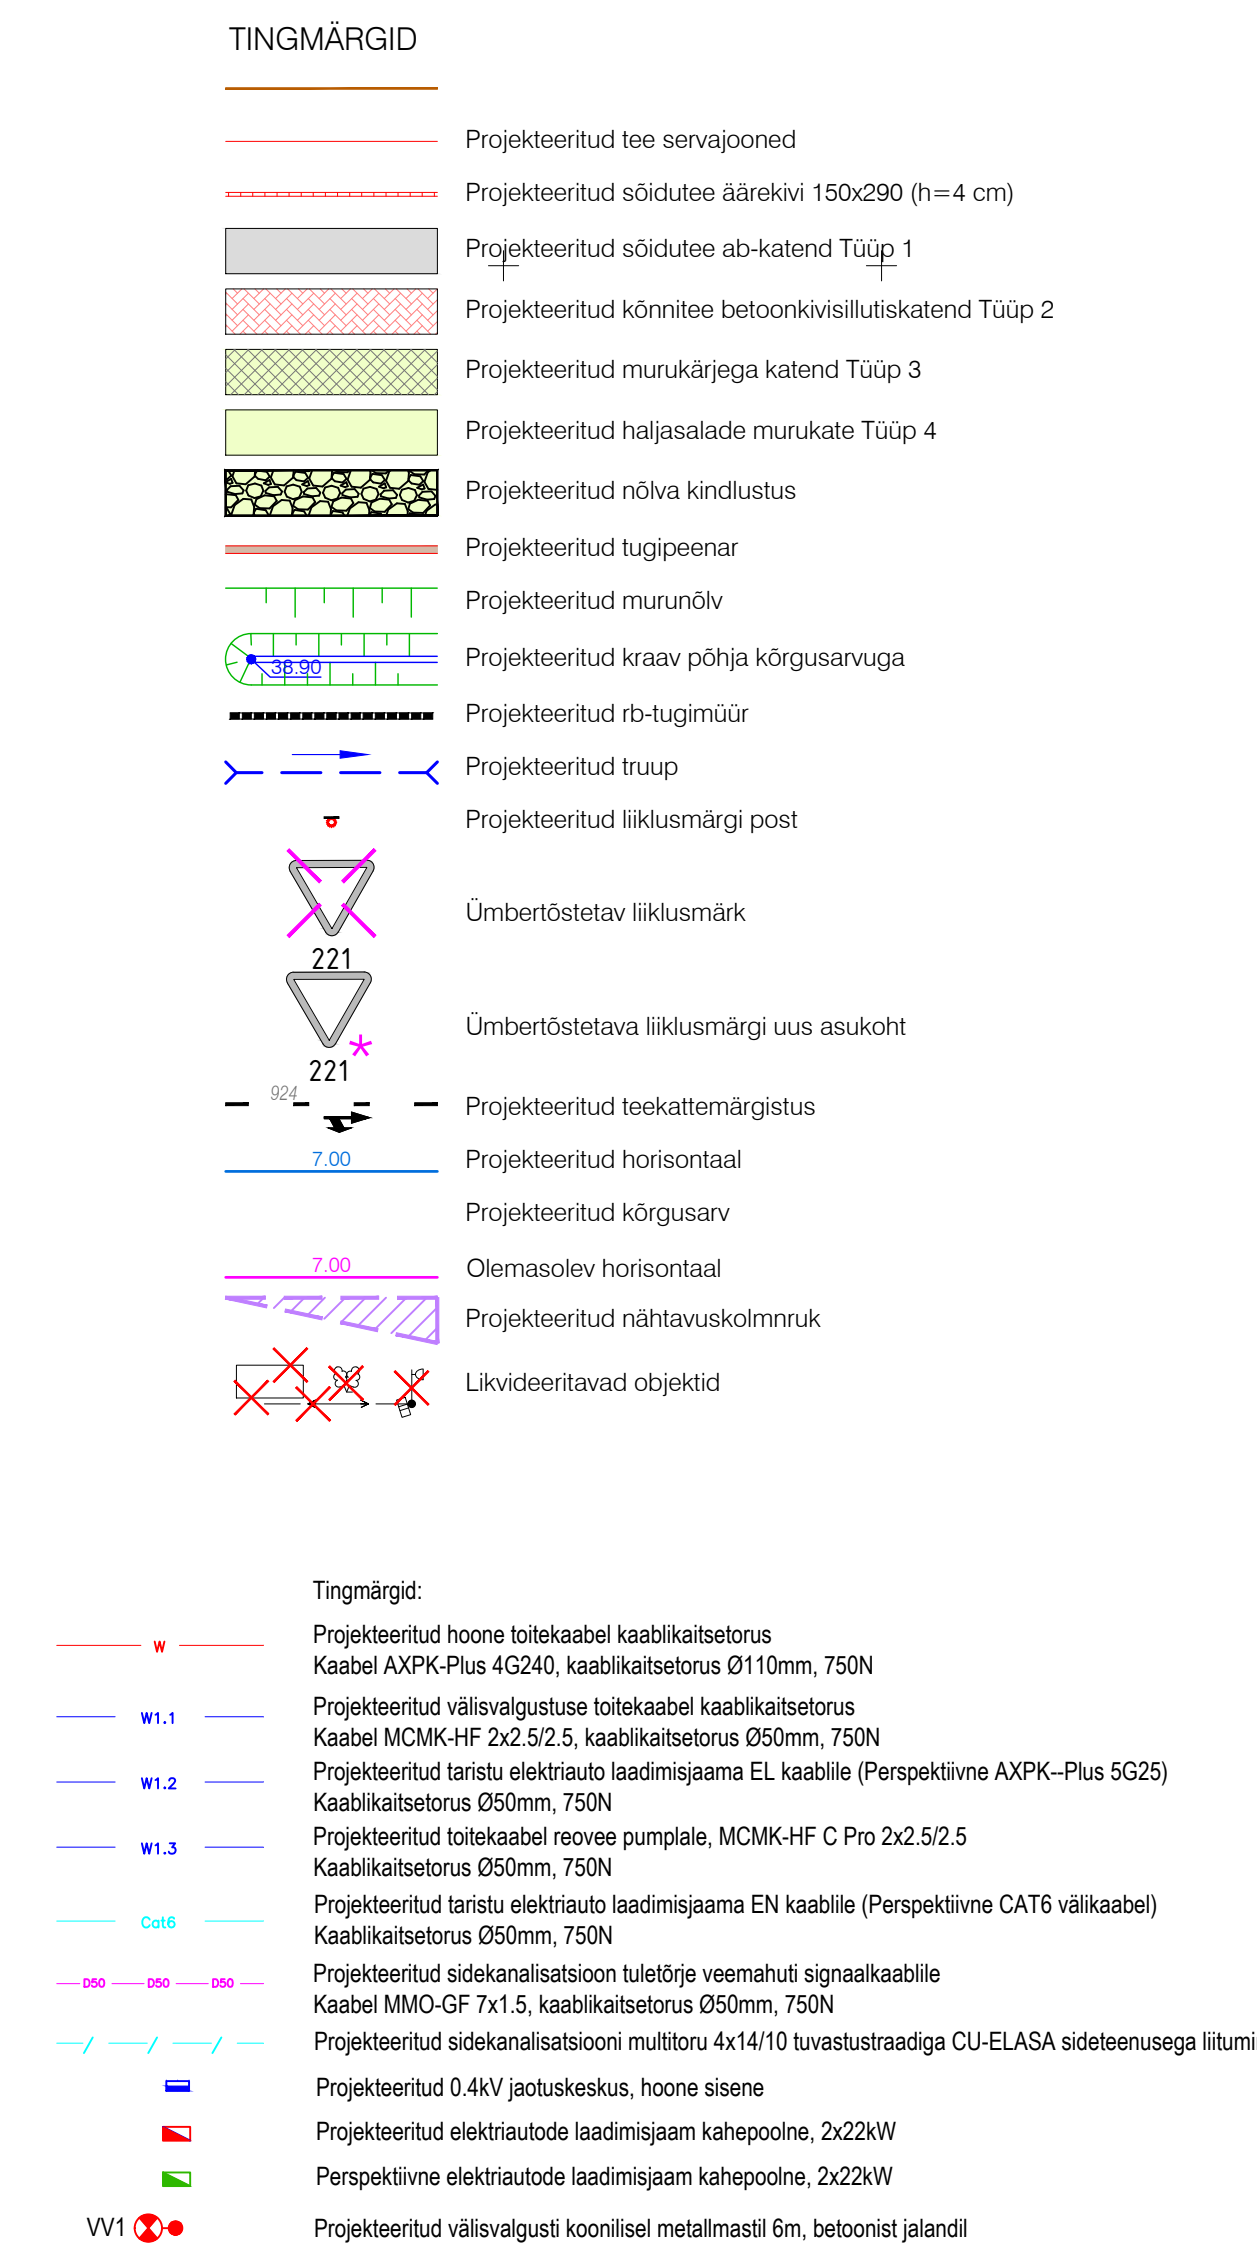 TINGMÄRGID
Projekteeritud tee servajooned
Projekteeritud sõidutee äärekivi 150x290 (h=4 cm)
Projekteeritud sõidutee ab-katend Tüüp 1
Projekteeritud kõnnitee betoonkivisillutiskatend Tüüp 2
Projekteeritud murukärjega katend Tüüp 3
Projekteeritud haljasalade murukate Tüüp 4
Projekteeritud nõlva kindlustus
Projekteeritud tugipeenar
Projekteeritud murunõlv
38.90 Projekteeritud kraav põhja kõrgusarvuga
Projekteeritud rb-tugimüür
Projekteeritud truup
Projekteeritud liiklusmärgi post
Ümbertõstetav liiklusmärk
221
Ümbertõstetava liiklusmärgi uus asukoht
221
924
Projekteeritud teekattemärgistus
7.00 Projekteeritud horisontaal
Projekteeritud kõrgusarv
7.00 Olemasolev horisontaal
Projekteeritud nähtavuskolmnruk
Likvideeritavad objektid
Tingmärgid:
W Projekteeritud hoone toitekaabel kaablikaitsetorus
Kaabel AXPK-Plus 4G240, kaablikaitsetorus Ø110mm, 750N
W1.1 Projekteeritud välisvalgustuse toitekaabel kaablikaitsetorus
Kaabel MCMK-HF 2x2.5/2.5, kaablikaitsetorus Ø50mm, 750N
W1.2 Projekteeritud taristu elektriauto laadimisjaama EL kaablile (Perspektiivne AXPK--Plus 5G25)
Kaablikaitsetorus Ø50mm, 750N
W1.3 Projekteeritud toitekaabel reovee pumplale, MCMK-HF C Pro 2x2.5/2.5
Kaablikaitsetorus Ø50mm, 750N
Cat6 Projekteeritud taristu elektriauto laadimisjaama EN kaablile (Perspektiivne CAT6 välikaabel)
Kaablikaitsetorus Ø50mm, 750N
D50 D50 D50 Projekteeritud sidekanalisatsioon tuletõrje veemahuti signaalkaablile
Kaabel MMO-GF 7x1.5, kaablikaitsetorus Ø50mm, 750N
Projekteeritud sidekanalisatsiooni multitoru 4x14/10 tuvastustraadiga CU-ELASA sideteenusega
Projekteeritud 0.4kV jaotuskeskus, hoone sisene
Projekteeritud elektriautode laadimisjaam kahepoolne, 2x22kW
Perspektiivne elektriautode laadimisjaam kahepoolne, 2x22kW
VV1 Projekteeritud välisvalgusti koonilisel metallmastil 6m, betoonist jalandil